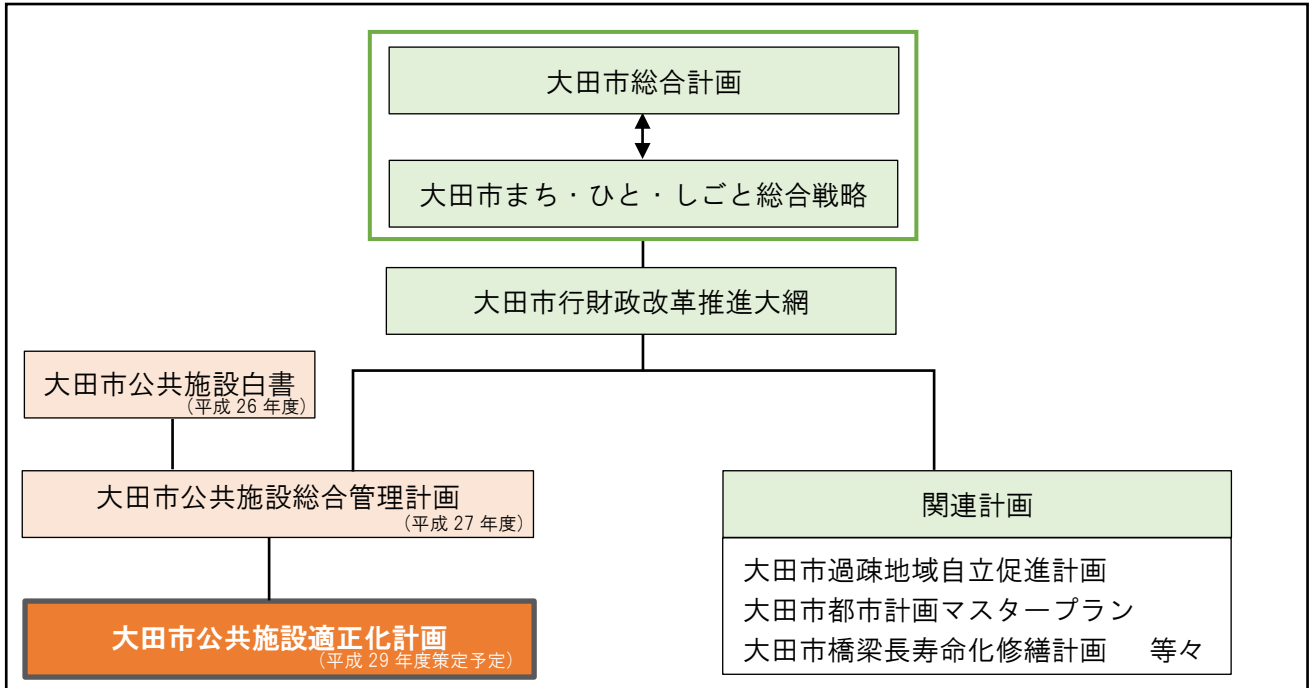 大田市総合計画
大田市まち・ひと・しごと総合戦略
大田市行財政改革推進大綱
大田市公共施設白書
(平成 26 年度)
大田市公共施設総合管理計画
(平成 27 年度)
大田市公共施設適正化計画
(平成 29 年度策定予定)
関連計画
大田市過疎地域自立促進計画
大田市都市計画マスタープラン
大田市橋梁長寿命化修繕計画　等々